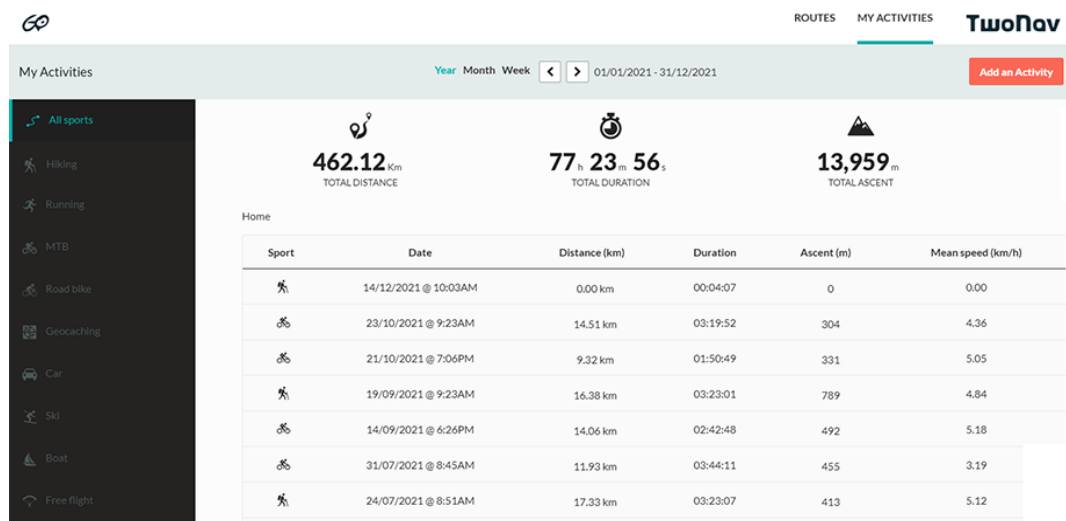 ROUTES MY ACTIVITIES TwoNav
My Activities Year Month Week 01/01/2021 - 31/12/2021 Add an Activity
All sports
Hiking
Running
MTB
Road bike
Geocaching
Car
Ski
Boat
Free flight
462.12 Km 77 h 23 m 56 s 13,959 m
TOTAL DISTANCE TOTAL DURATION TOTAL ASCENT
Home
Sport Date Distance (km) Duration Ascent (m) Mean speed (km/h)
14/12/2021 @ 10:03AM 0.00 km 00:04:07 0 0.00
23/10/2021 @ 9:23AM 14.51 km 03:19:52 304 4.36
21/10/2021 @ 7:06PM 9.32 km 01:50:49 331 5.05
19/09/2021 @ 9:23AM 16.38 km 03:23:01 789 4.84
14/09/2021 @ 6:26PM 14.06 km 02:42:48 492 5.18
31/07/2021 @ 8:45AM 11.93 km 03:44:11 455 3.19
24/07/2021 @ 8:51AM 17.33 km 03:23:07 413 5.12